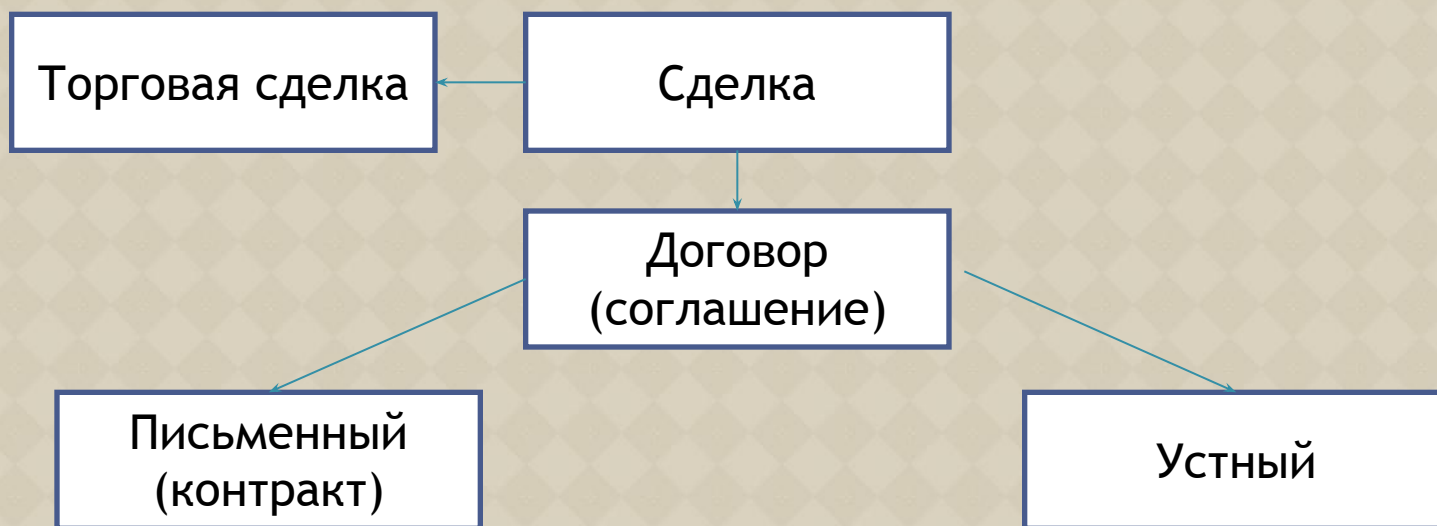 Торговая сделка
Сделка
Договор
(соглашение)
Письменный
(контракт)
Устный